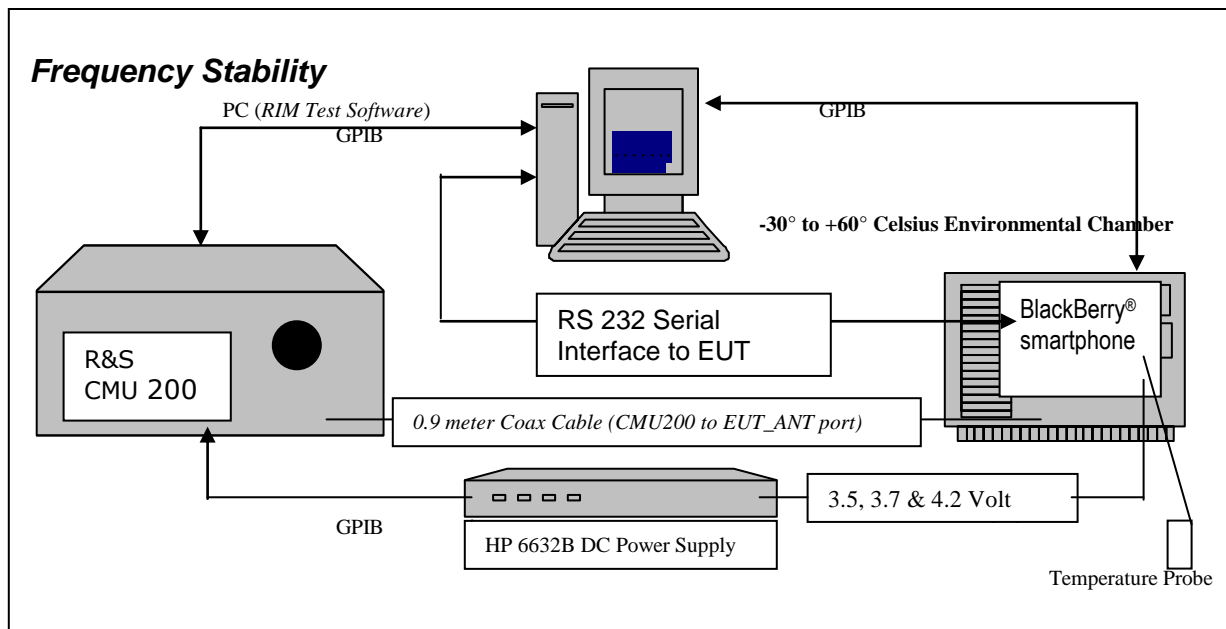 Frequency Stability
PC (RIM Test Software)
GPIB
GPIB
-30° to +60° Celsius Environmental Chamber
RS 232 Serial
Interface to EUT
BlackBerry®
smartphone
R&S
CMU 200
0.9 meter Coax Cable (CMU200 to EUT_ANT port)
3.5, 3.7 & 4.2 Volt
GPIB
HP 6632B DC Power Supply
Temperature Probe